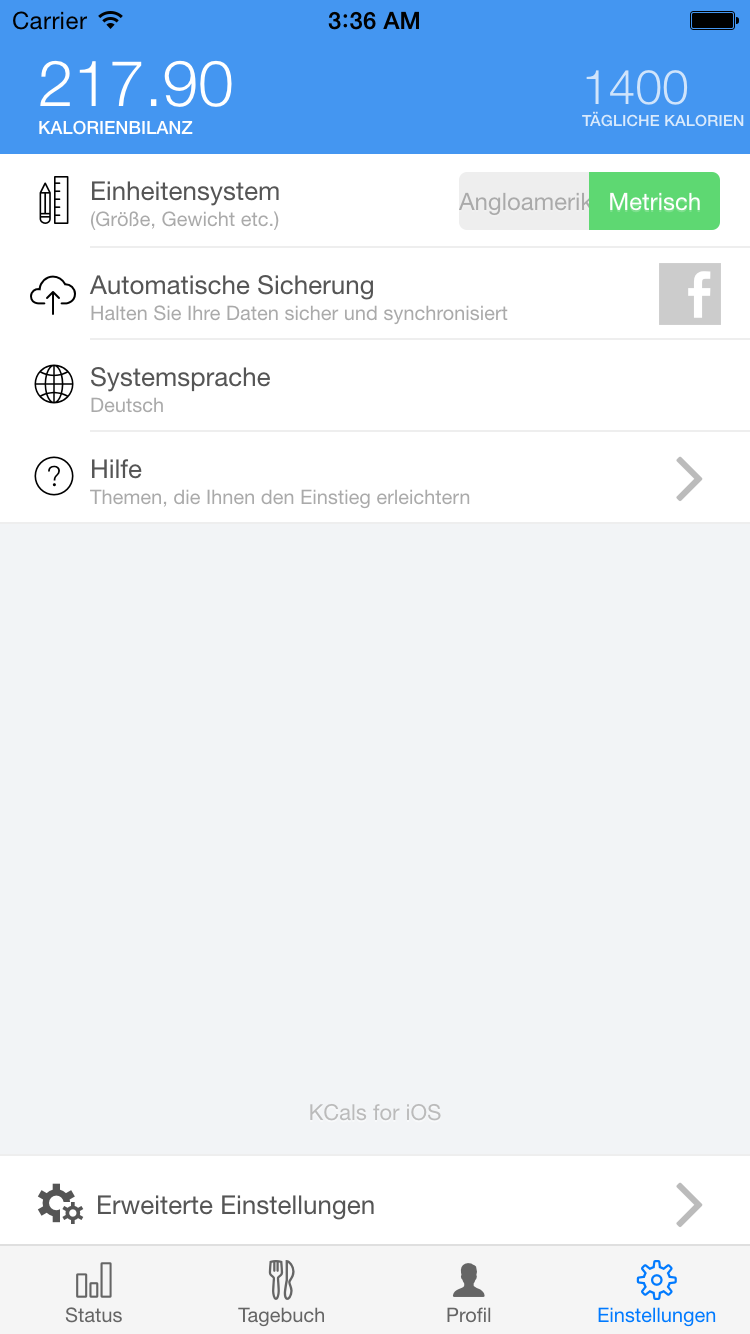 Carrier 3:36 AM
217.90
KALORIENBILANZ
1400
TÄGLICHE KALORIEN
Einheitensystem
(Größe, Gewicht etc.)
Angloamerik Metrisch
Automatische Sicherung
Halten Sie Ihre Daten sicher und synchronisiert
f
Systemsprache
Deutsch
?
Hilfe
Themen, die Ihnen den Einstieg erleichtern
KCals for iOS
Erweiterte Einstellungen
Status Tagebuch Profil Einstellungen